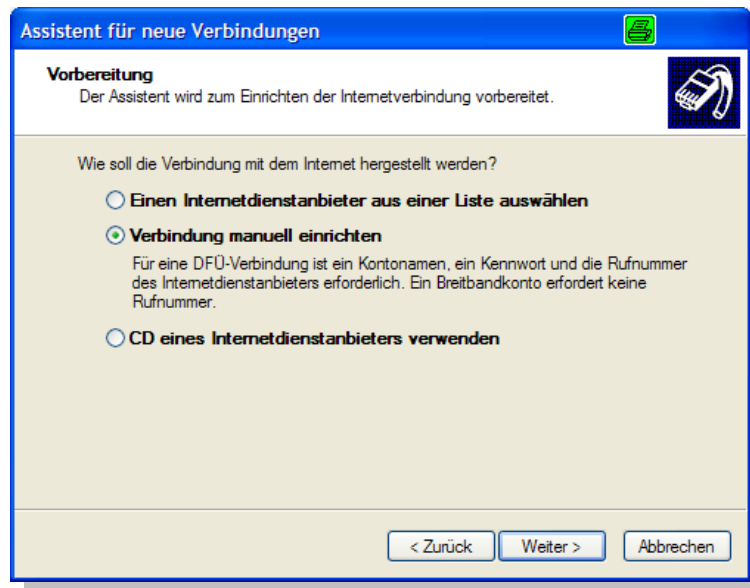 Assistent für neue Verbindungen
Vorbereitung
Der Assistent wird zum Einrichten der Internetverbindung vorbereitet.
Wie soll die Verbindung mit dem Internet hergestellt werden?
Einen Internetdienstanbieter aus einer Liste auswählen
Verbindung manuell einrichten
Für eine DFÜ-Verbindung ist ein Kontonamen, ein Kennwort und die Rufnummer
des Internetdienstanbieters erforderlich. Ein Breitbandkonto erfordert keine
Rufnummer.
CD eines Internetdienstanbieters verwenden
< Zurück Weiter > Abbrechen